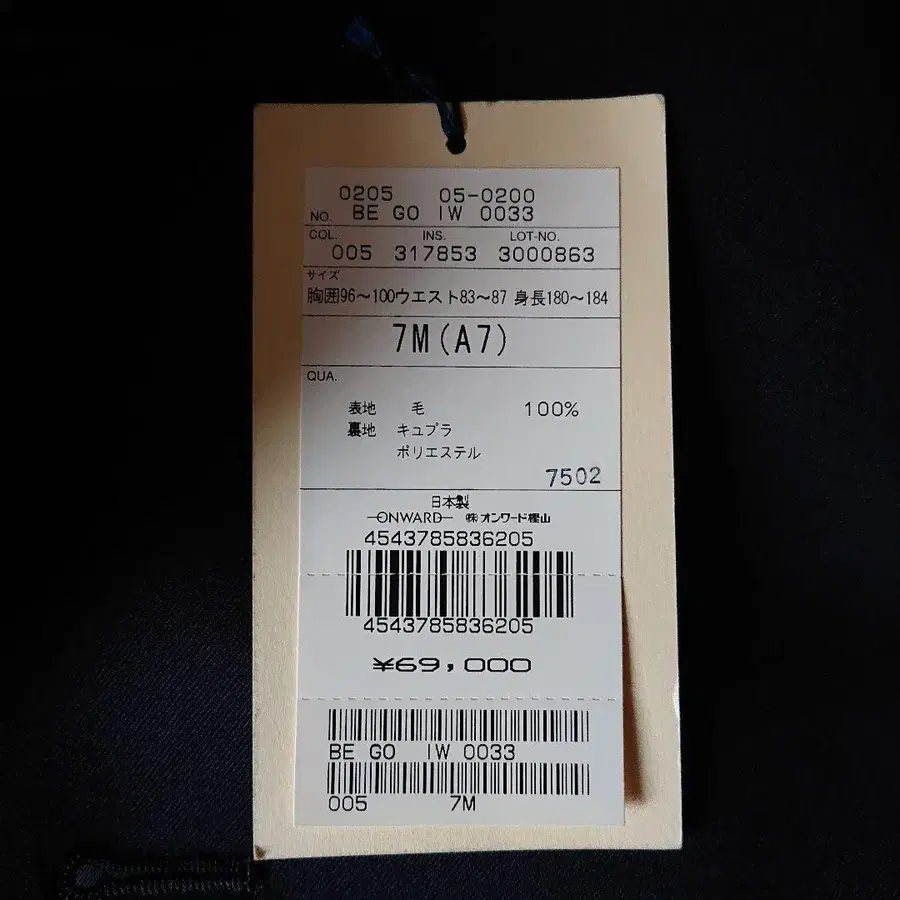 0205 05-0200
NO. BE GO IW 0033
COL. INS. LOT-NO.
005 317853 3000863
サイズ
胸囲96～100ウエスト83～87 身長180～184
7M(A7)
QUA.
表地 毛 100%
裏地 キュプラ
ポリエステル
7502
日本製
ONWARD ㈱オンワード樫山
4543785836205
4543785836205
¥69,000
BE GO IW 0033
005 7M